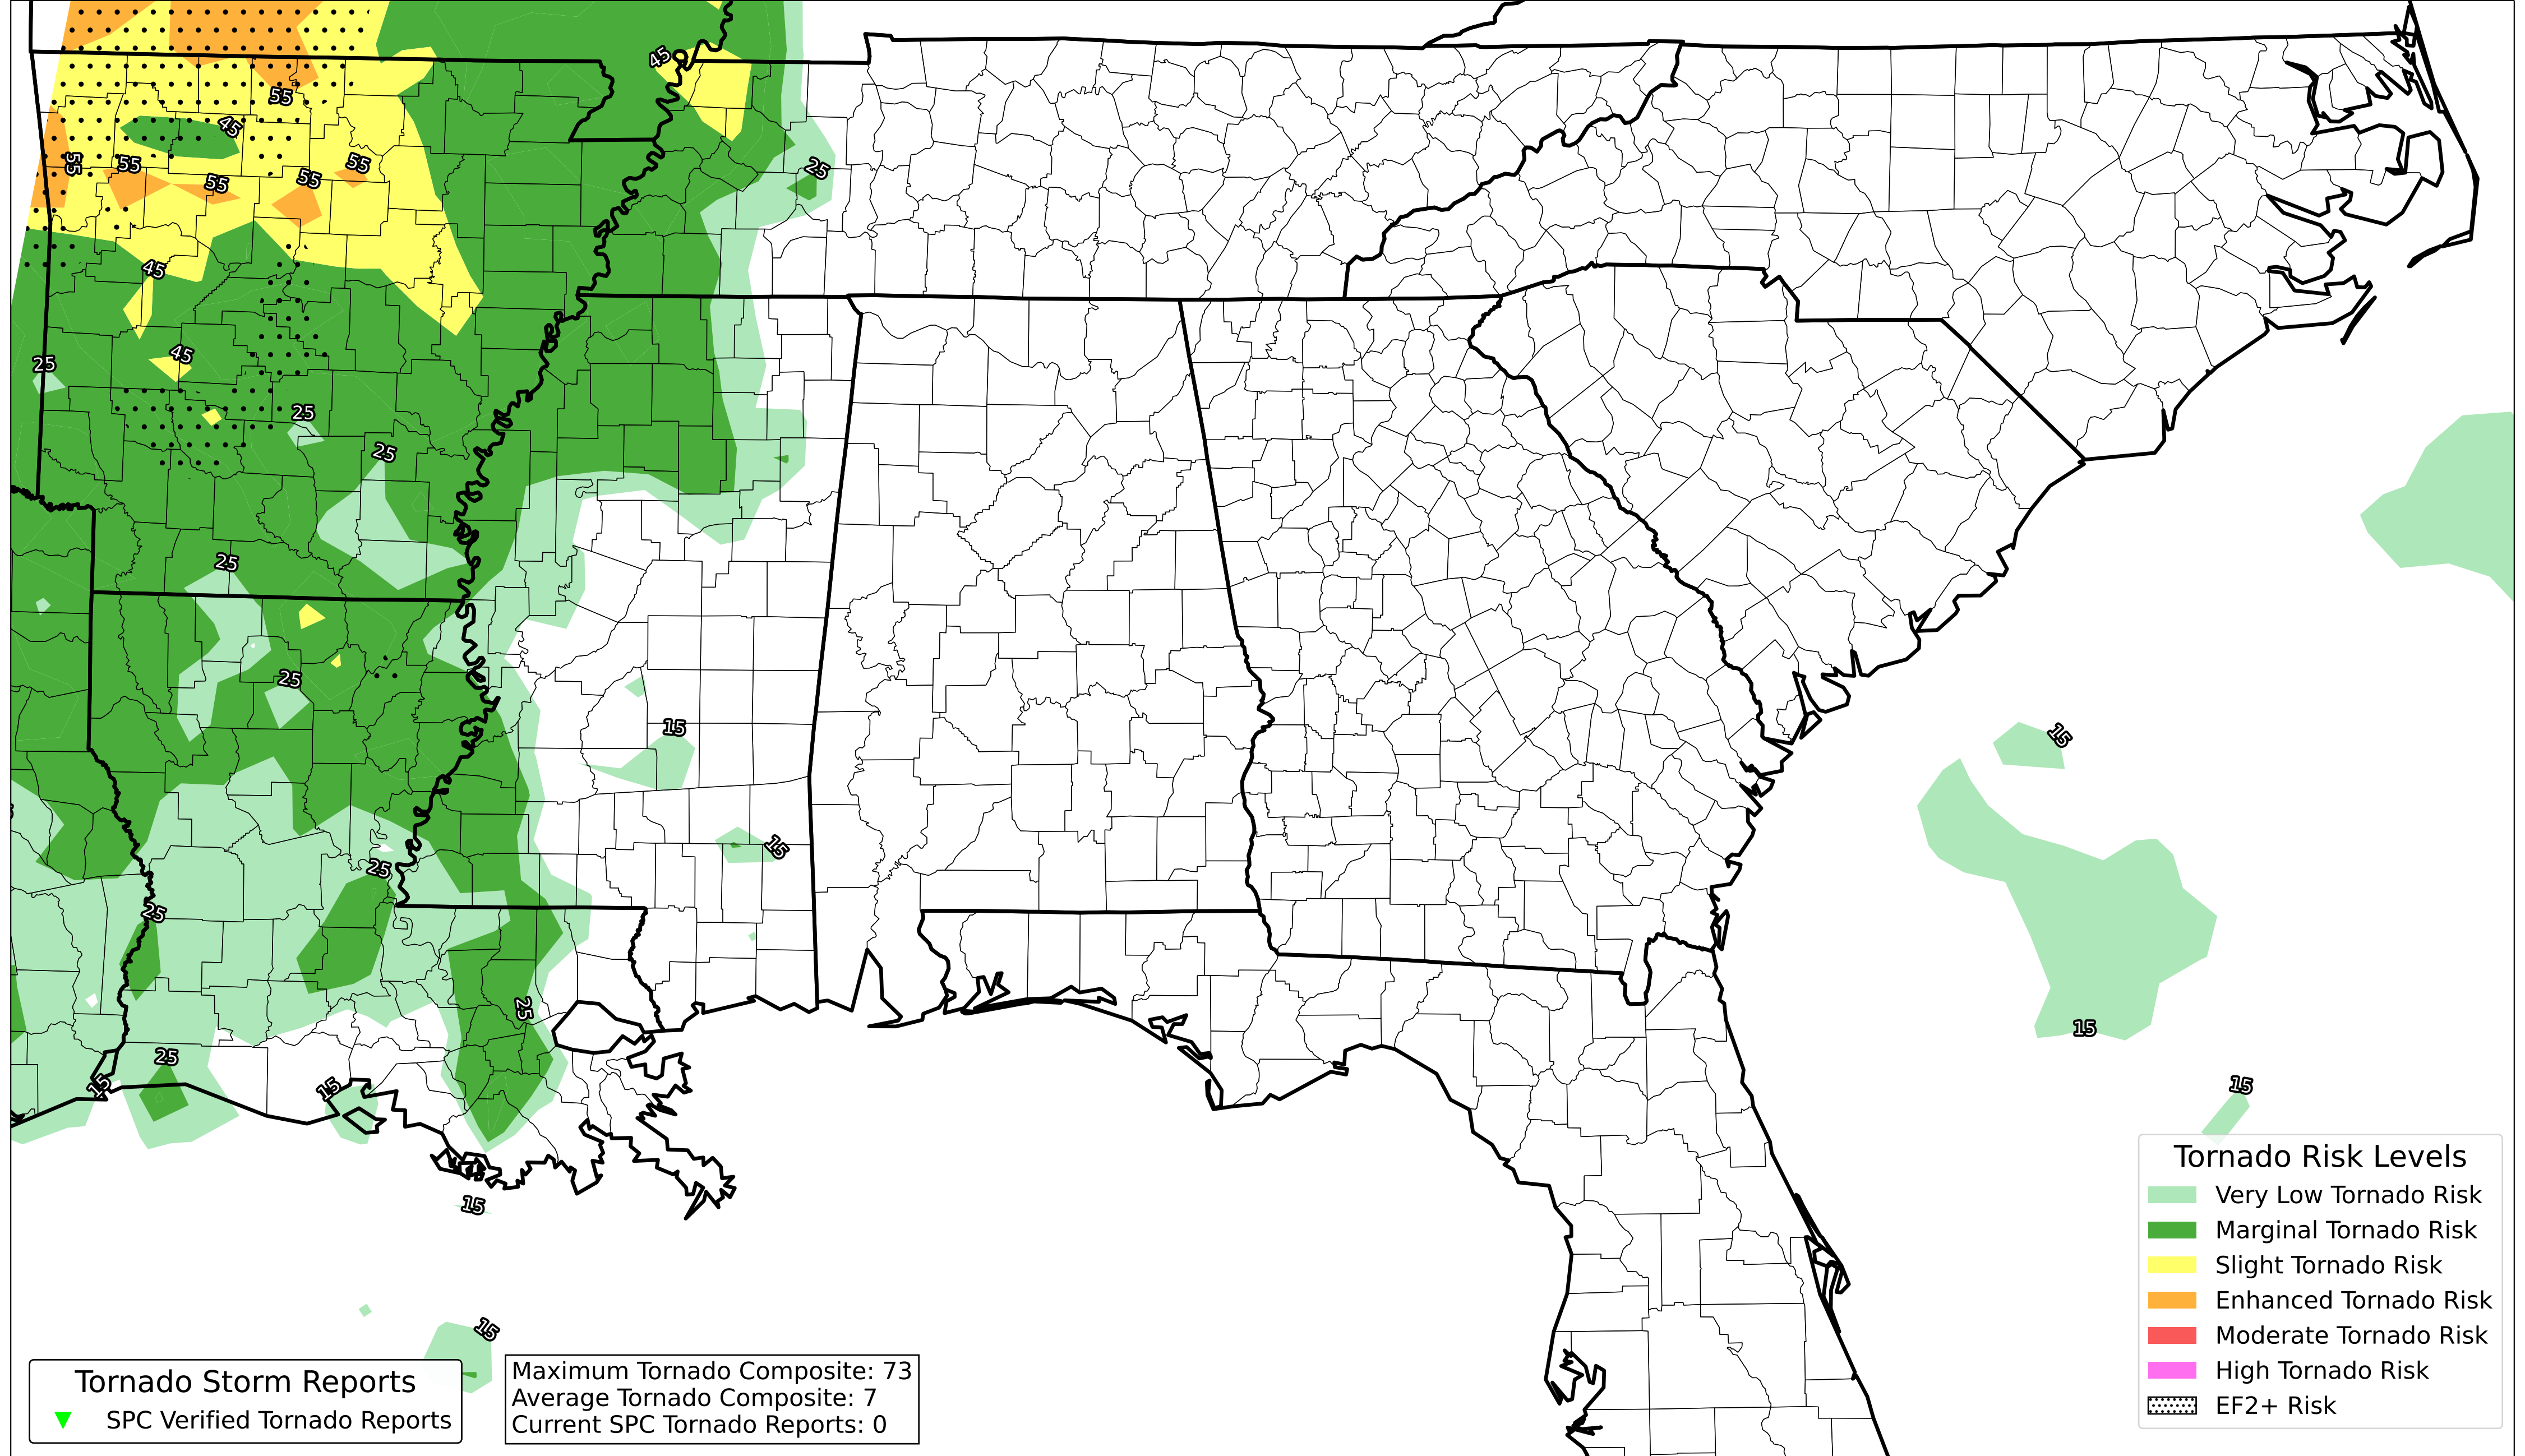 45
55
45
55
55
55
55
55
25
45
45
25
25
25
25
25
15
15
15
25
25
25
15
25
15
15
15
15
15
Tornado Risk Levels
Very Low Tornado Risk
Marginal Tornado Risk
Slight Tornado Risk
Enhanced Tornado Risk
Moderate Tornado Risk
High Tornado Risk
EF2+ Risk
Tornado Storm Reports
SPC Verified Tornado Reports
Maximum Tornado Composite: 73
Average Tornado Composite: 7
Current SPC Tornado Reports: 0